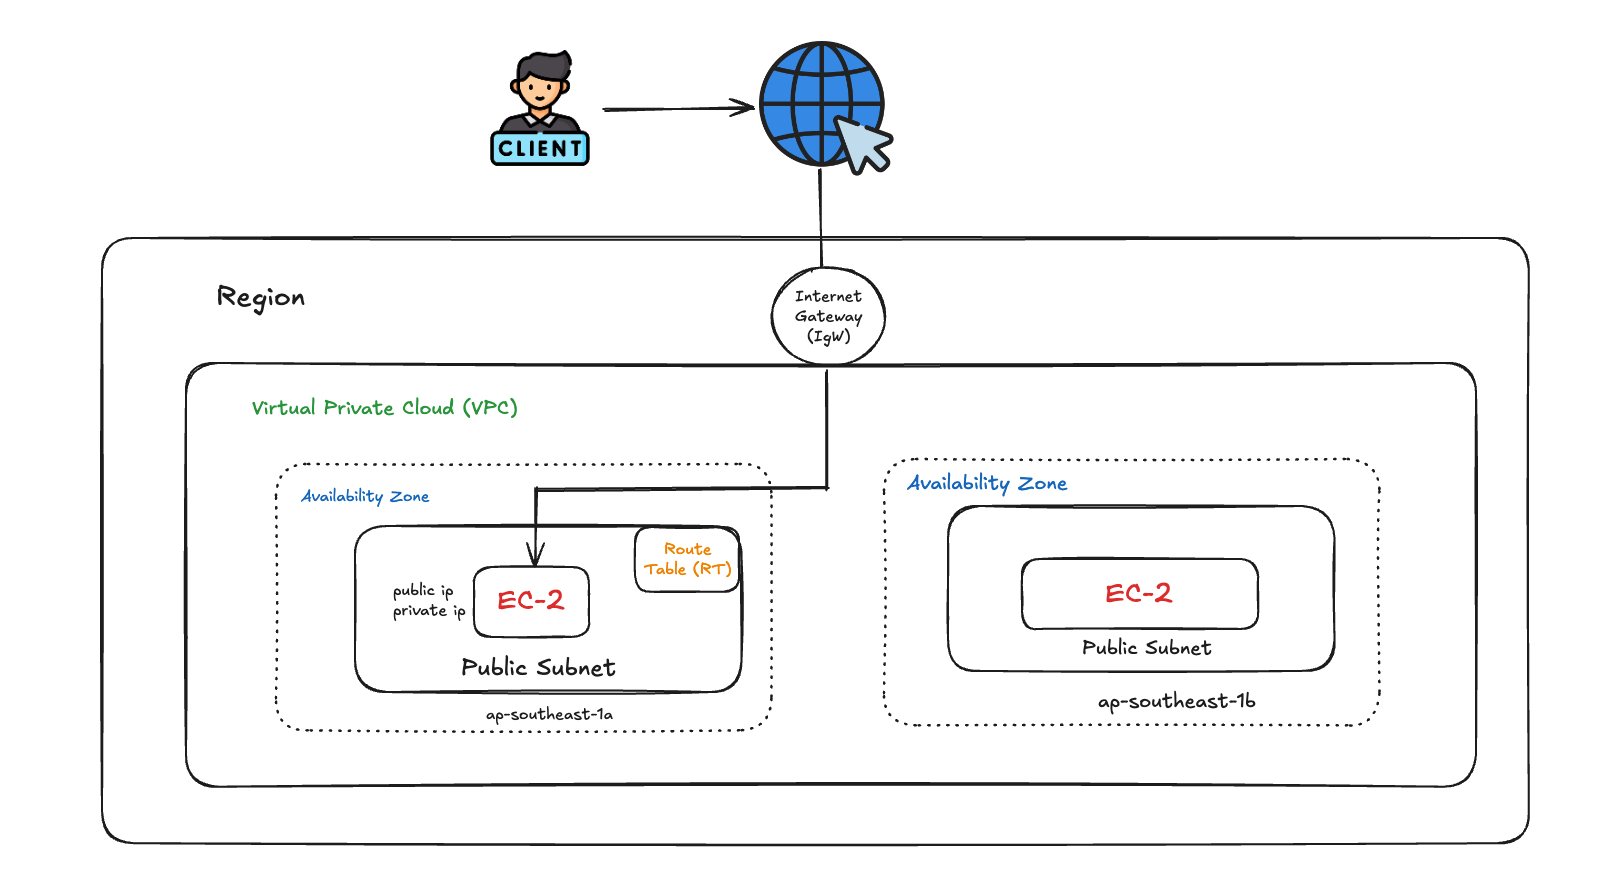 CLIENT
Region
Internet
Gateway
(IgW)
Virtual Private Cloud (VPC)
Availability Zone
Route
Table (RT)
public ip
private ip
EC-2
Public Subnet
ap-southeast-1a
Availability Zone
EC-2
Public Subnet
ap-southeast-1b